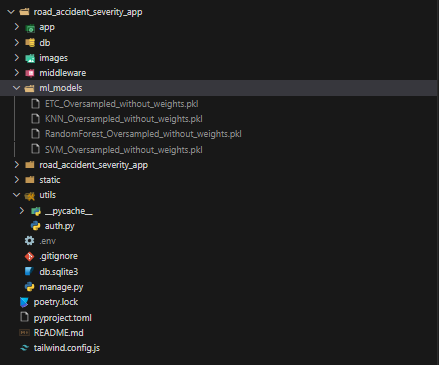 road_accident_severity_app
app
db
images
middleware
ml_models
ETC_Oversampled_without_weights.pkl
KNN_Oversampled_without_weights.pkl
RandomForest_Oversampled_without_weights.pkl
SVM_Oversampled_without_weights.pkl
road_accident_severity_app
static
utils
__pycache__
auth.py
.env
.gitignore
db.sqlite3
manage.py
poetry.lock
pyproject.toml
README.md
tailwind.config.js